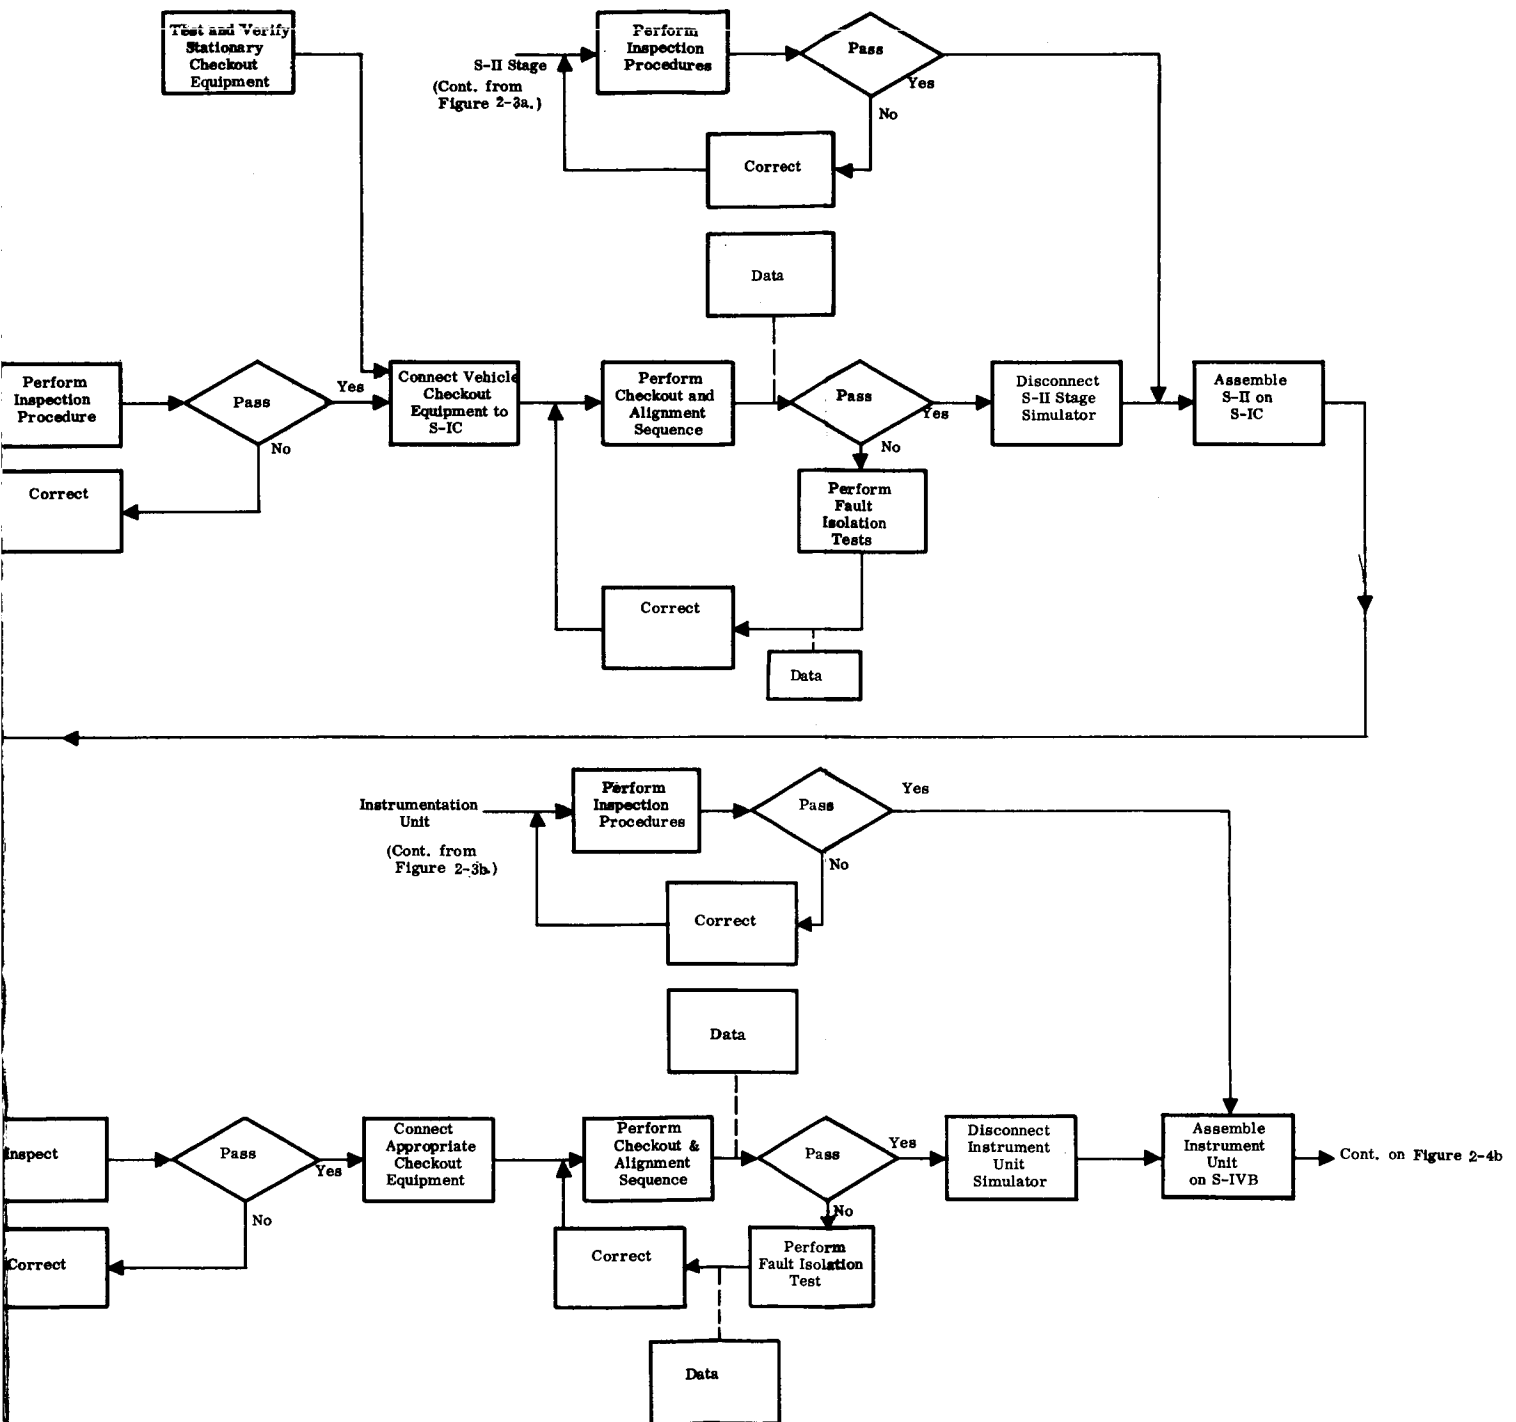 Test and Verify
Stationary
Checkout
Equipment
S-II Stage
(Cont. from
Figure 2-3a.)
Perform
Inspection
Procedures
Pass
Yes
No
Correct
Data
Perform
Inspection
Procedure
Pass
Yes
No
Correct
Connect Vehicle
Checkout
Equipment to
S-IC
Perform
Checkout and
Alignment
Sequence
Pass
Yes
No
Disconnect
S-II Stage
Simulator
Assemble
S-II on
S-IC
Perform
Fault
Isolation
Tests
Correct
Data
Instrumentation
Unit
(Cont. from
Figure 2-3b.)
Perform
Inspection
Procedures
Pass
Yes
No
Correct
Data
Inspect
Pass
Yes
No
Correct
Connect
Appropriate
Checkout
Equipment
Perform
Checkout &
Alignment
Sequence
Pass
Yes
No
Disconnect
Instrument
Unit
Simulator
Assemble
Instrument
Unit
on S-IVB
Cont. on Figure 2-4b
Perform
Fault Isolation
Test
Correct
Data